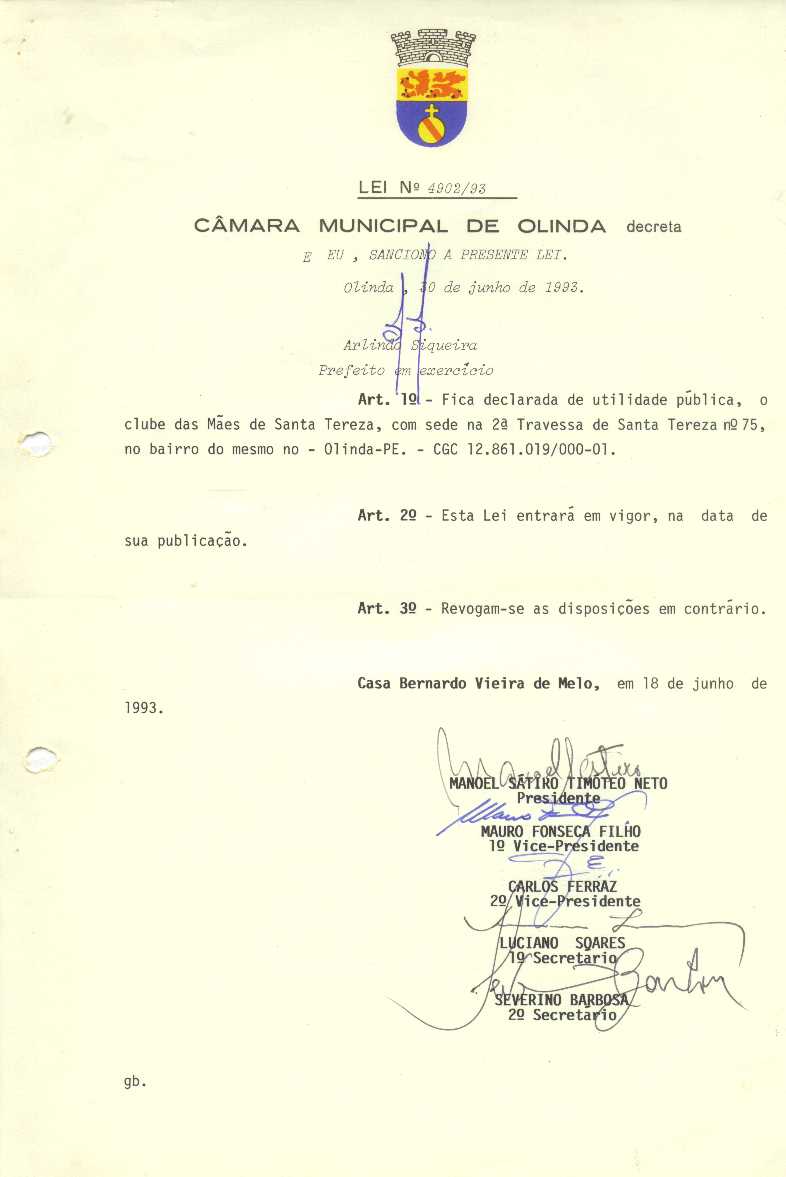 LEI Nº 4902/93
CÂMARA MUNICIPAL DE OLINDA decreta
E EU , SANCIONO A PRESENTE LEI.
Olinda , 30 de junho de 1993.
Arlindo Siqueira
Prefeito em exercício
Art. 1º - Fica declarada de utilidade pública, o
clube das Mães de Santa Tereza, com sede na 2ª Travessa de Santa Tereza nº 75,
no bairro do mesmo no - Olinda-PE. - CGC 12.861.019/000-01.
Art. 2º - Esta Lei entrará em vigor, na data de
sua publicação.
Art. 3º - Revogam-se as disposições em contrário.
Casa Bernardo Vieira de Melo, em 18 de junho de
1993.
MANOEL SÁTIRO TIMÓTEO NETO
Presidente
MAURO FONSECA FILHO
1º Vice-Presidente
CARLOS FERRAZ
2º Vice-Presidente
LUCIANO SOARES
1º Secretário
SEVERINO BARBOSA
2º Secretário
gb.